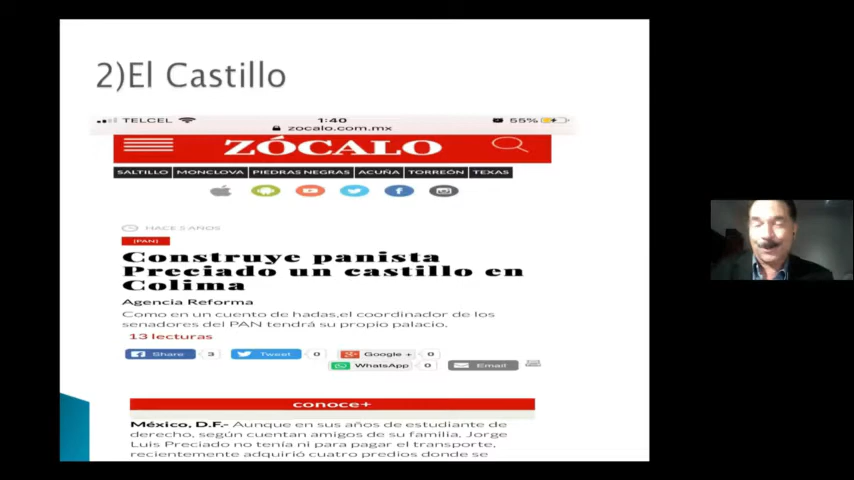 2)El Castillo
TELCEL 1:40 55%
zocalo.com.mx
ZÓCALO
SALTILLO MONCLOVA PIEDRAS NEGRAS ACUÑA TORREÓN TEXAS
HACE 5 AÑOS
[PAN]
Construye panista
Preciado un castillo en
Colima
Agencia Reforma
Como en un cuento de hadas,el coordinador de los
senadores del PAN tendrá su propio palacio.
13 lecturas
Share 3 Tweet 0 Google + 0
WhatsApp 0 Email
conoce+
México, D.F.- Aunque en sus años de estudiante de
derecho, según cuentan amigos de su familia, Jorge
Luis Preciado no tenía ni para pagar el transporte,
recientemente adquirió cuatro predios donde se